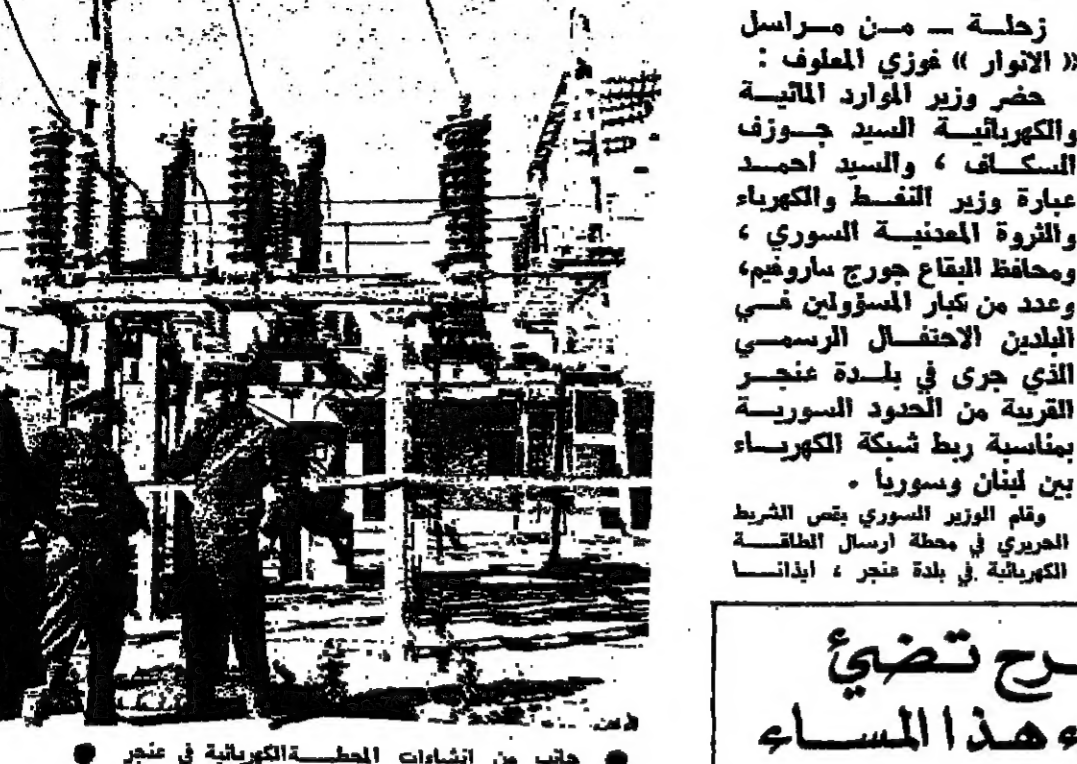 زحلة — من مراسل
« الانوار » فوزي المعلوف :
حضر وزير الموارد المائية
والكهربائية السيد جوزف
السكاف ، والسيد احمد
عبارة وزير النفط والكهرباء
والثروة المعدنية السوري ،
ومحافظ البقاع جورج ساروفيم،
وعدد من كبار المسؤولين في
البلدين الاحتفال الرسمي
الذي جرى في بلدة عنجر
القريبة من الحدود السورية
بمناسبة ربط شبكة الكهرباء
بين لبنان وسوريا .
وقام الوزير السوري بقص الشريط
الحريري في محطة ارسال الطاقة
الكهربائية في بلدة عنجر ، ايذانا
ـرح تضئ
ء هذا المساء
● جانب من انشاءات المحطة الكهربائية في عنجر ●